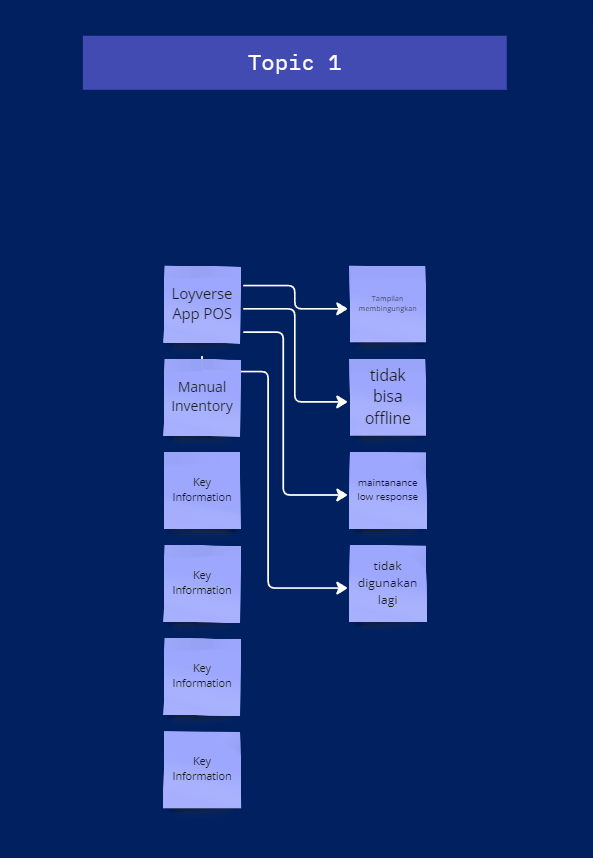 Topic 1
Loyverse
App POS
Tampilan
membingungkan
Manual
Inventory
tidak
bisa
offline
Key
Information
maintanance
low response
Key
Information
tidak
digunakan
lagi
Key
Information
Key
Information